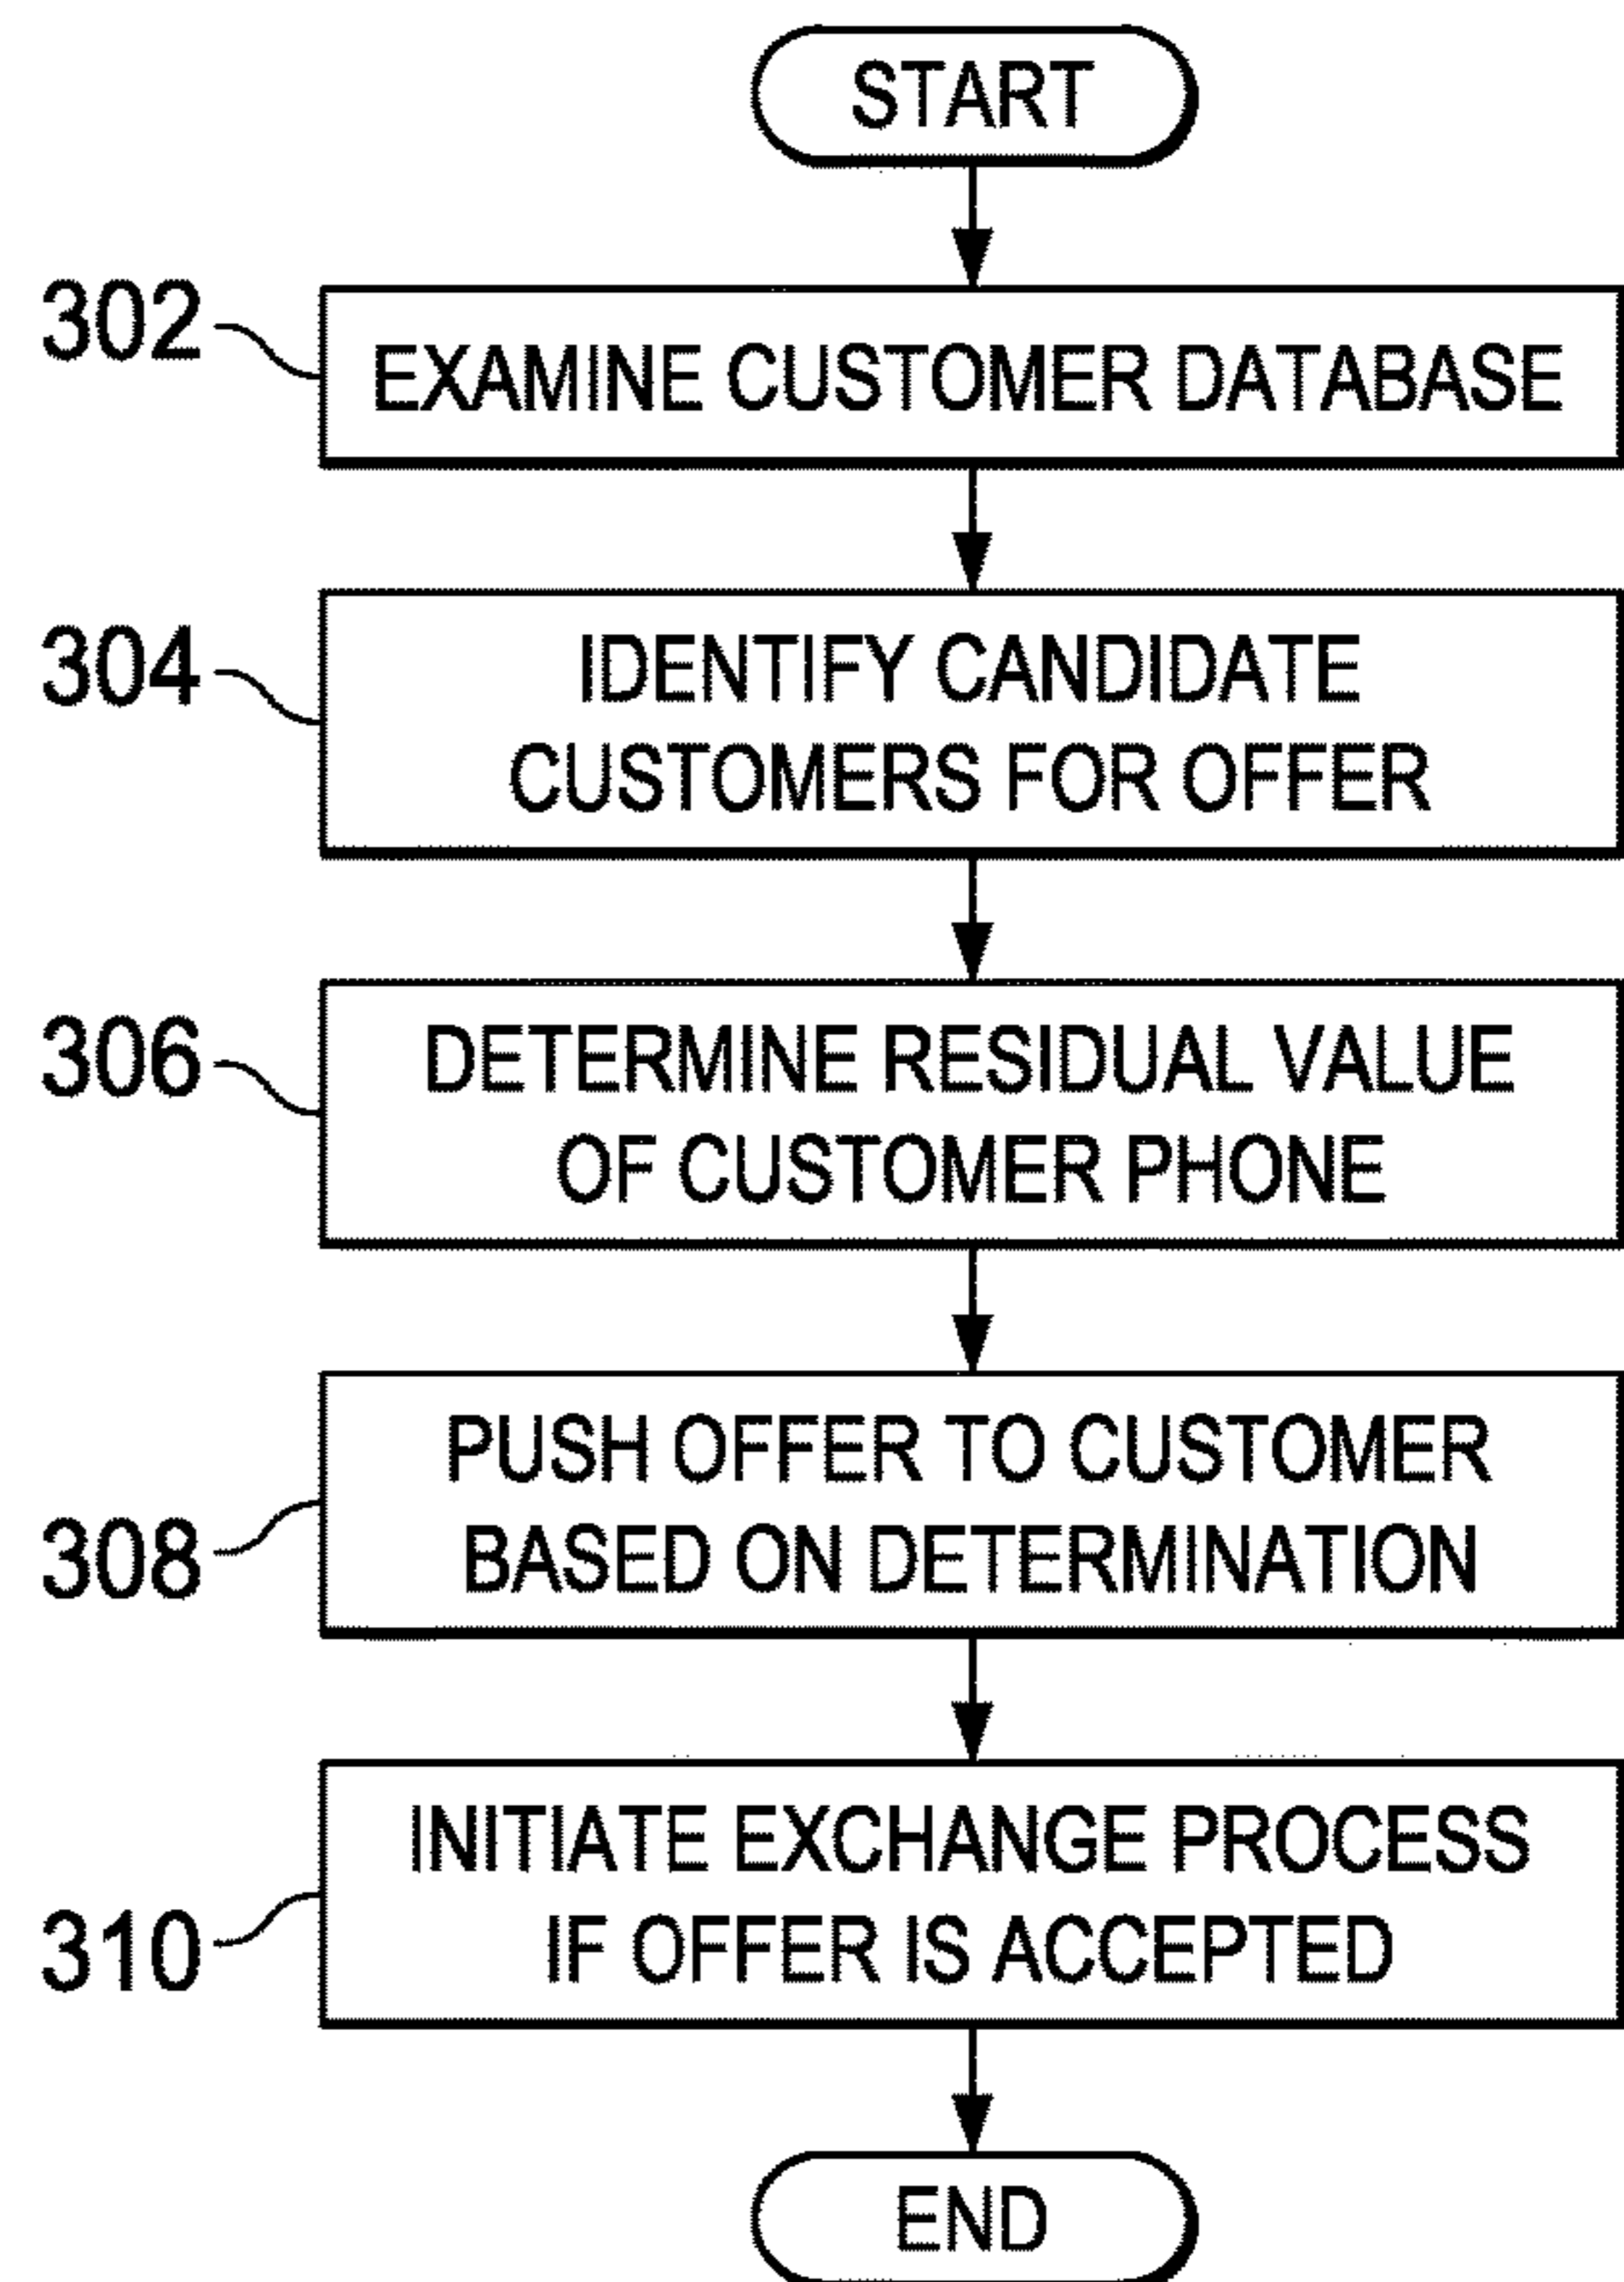 START
302
EXAMINE CUSTOMER DATABASE
304
IDENTIFY CANDIDATE
CUSTOMERS FOR OFFER
306
DETERMINE RESIDUAL VALUE
OF CUSTOMER PHONE
308
PUSH OFFER TO CUSTOMER
BASED ON DETERMINATION
310
INITIATE EXCHANGE PROCESS
IF OFFER IS ACCEPTED
END